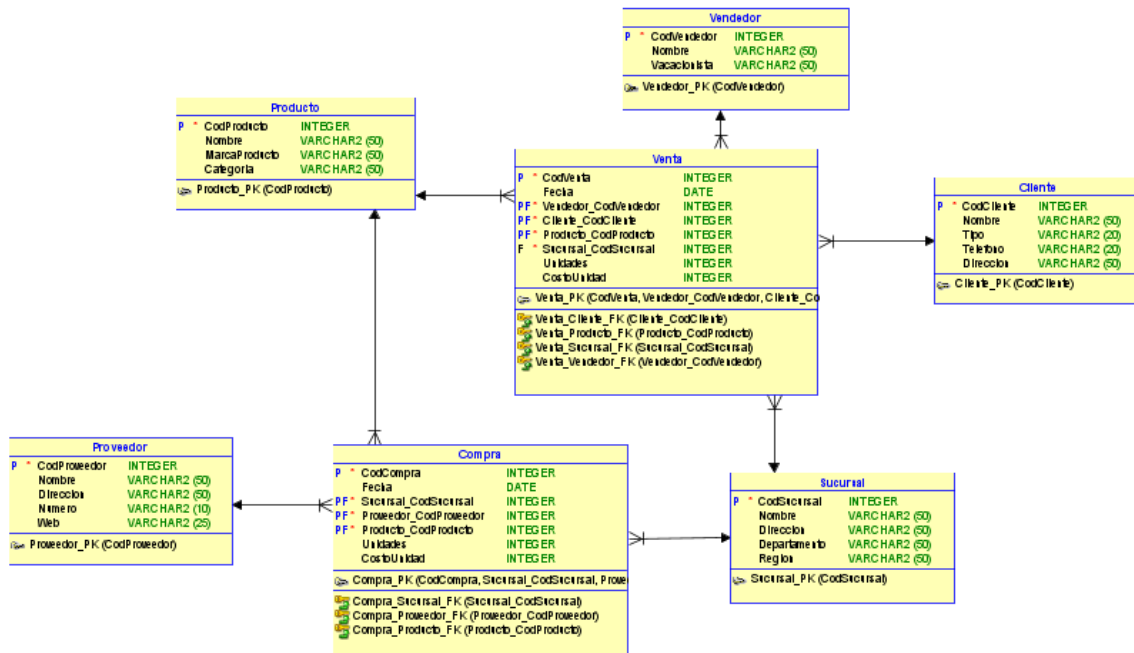 Vendedor
P * CodVendedor INTEGER
Nombre VARCHAR2 (50)
Vacacionista VARCHAR2 (50)
Vendedor_PK (CodVendedor)
Producto
P * CodProducto INTEGER
Nombre VARCHAR2 (50)
MarcaProducto VARCHAR2 (50)
Categoria VARCHAR2 (50)
Producto_PK (CodProducto)
Venta
P * CodVenta INTEGER
Fecha DATE
PF * Vendedor_CodVendedor INTEGER
PF * Cliente_CodCliente INTEGER
PF * Producto_CodProducto INTEGER
F * Sucursal_CodSucursal INTEGER
Unidades INTEGER
CostoUnidad INTEGER
Venta_PK (CodVenta, Vendedor_CodVendedor, Cliente_Co
Venta_Cliente_FK (Cliente_CodCliente)
Venta_Producto_FK (Producto_CodProducto)
Venta_Sucursal_FK (Sucursal_CodSucursal)
Venta_Vendedor_FK (Vendedor_CodVendedor)
Cliente
P * CodCliente INTEGER
Nombre VARCHAR2 (50)
Tipo VARCHAR2 (20)
Telefono VARCHAR2 (20)
Direccion VARCHAR2 (50)
Cliente_PK (CodCliente)
Proveedor
P * CodProveedor INTEGER
Nombre VARCHAR2 (50)
Direccion VARCHAR2 (50)
Numero VARCHAR2 (10)
Web VARCHAR2 (25)
Proveedor_PK (CodProveedor)
Compra
P * CodCompra INTEGER
Fecha DATE
PF * Sucursal_CodSucursal INTEGER
PF * Proveedor_CodProveedor INTEGER
PF * Producto_CodProducto INTEGER
Unidades INTEGER
CostoUnidad INTEGER
Compra_PK (CodCompra, Sucursal_CodSucursal, Prove
Compra_Sucursal_FK (Sucursal_CodSucursal)
Compra_Proveedor_FK (Proveedor_CodProveedor)
Compra_Producto_FK (Producto_CodProducto)
Sucursal
P * CodSucursal INTEGER
Nombre VARCHAR2 (50)
Direccion VARCHAR2 (50)
Departamento VARCHAR2 (50)
Region VARCHAR2 (50)
Sucursal_PK (CodSucursal)